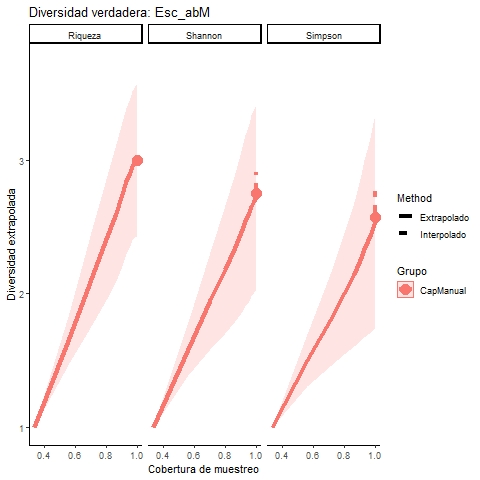 Diversidad verdadera: Esc_abM
Riqueza Shannon Simpson
Diversidad extrapolada
3
2
1
0.4 0.6 0.8 1.0 0.4 0.6 0.8 1.0 0.4 0.6 0.8 1.0
Cobertura de muestreo
Method
Extrapolado
Interpolado
Grupo
CapManual